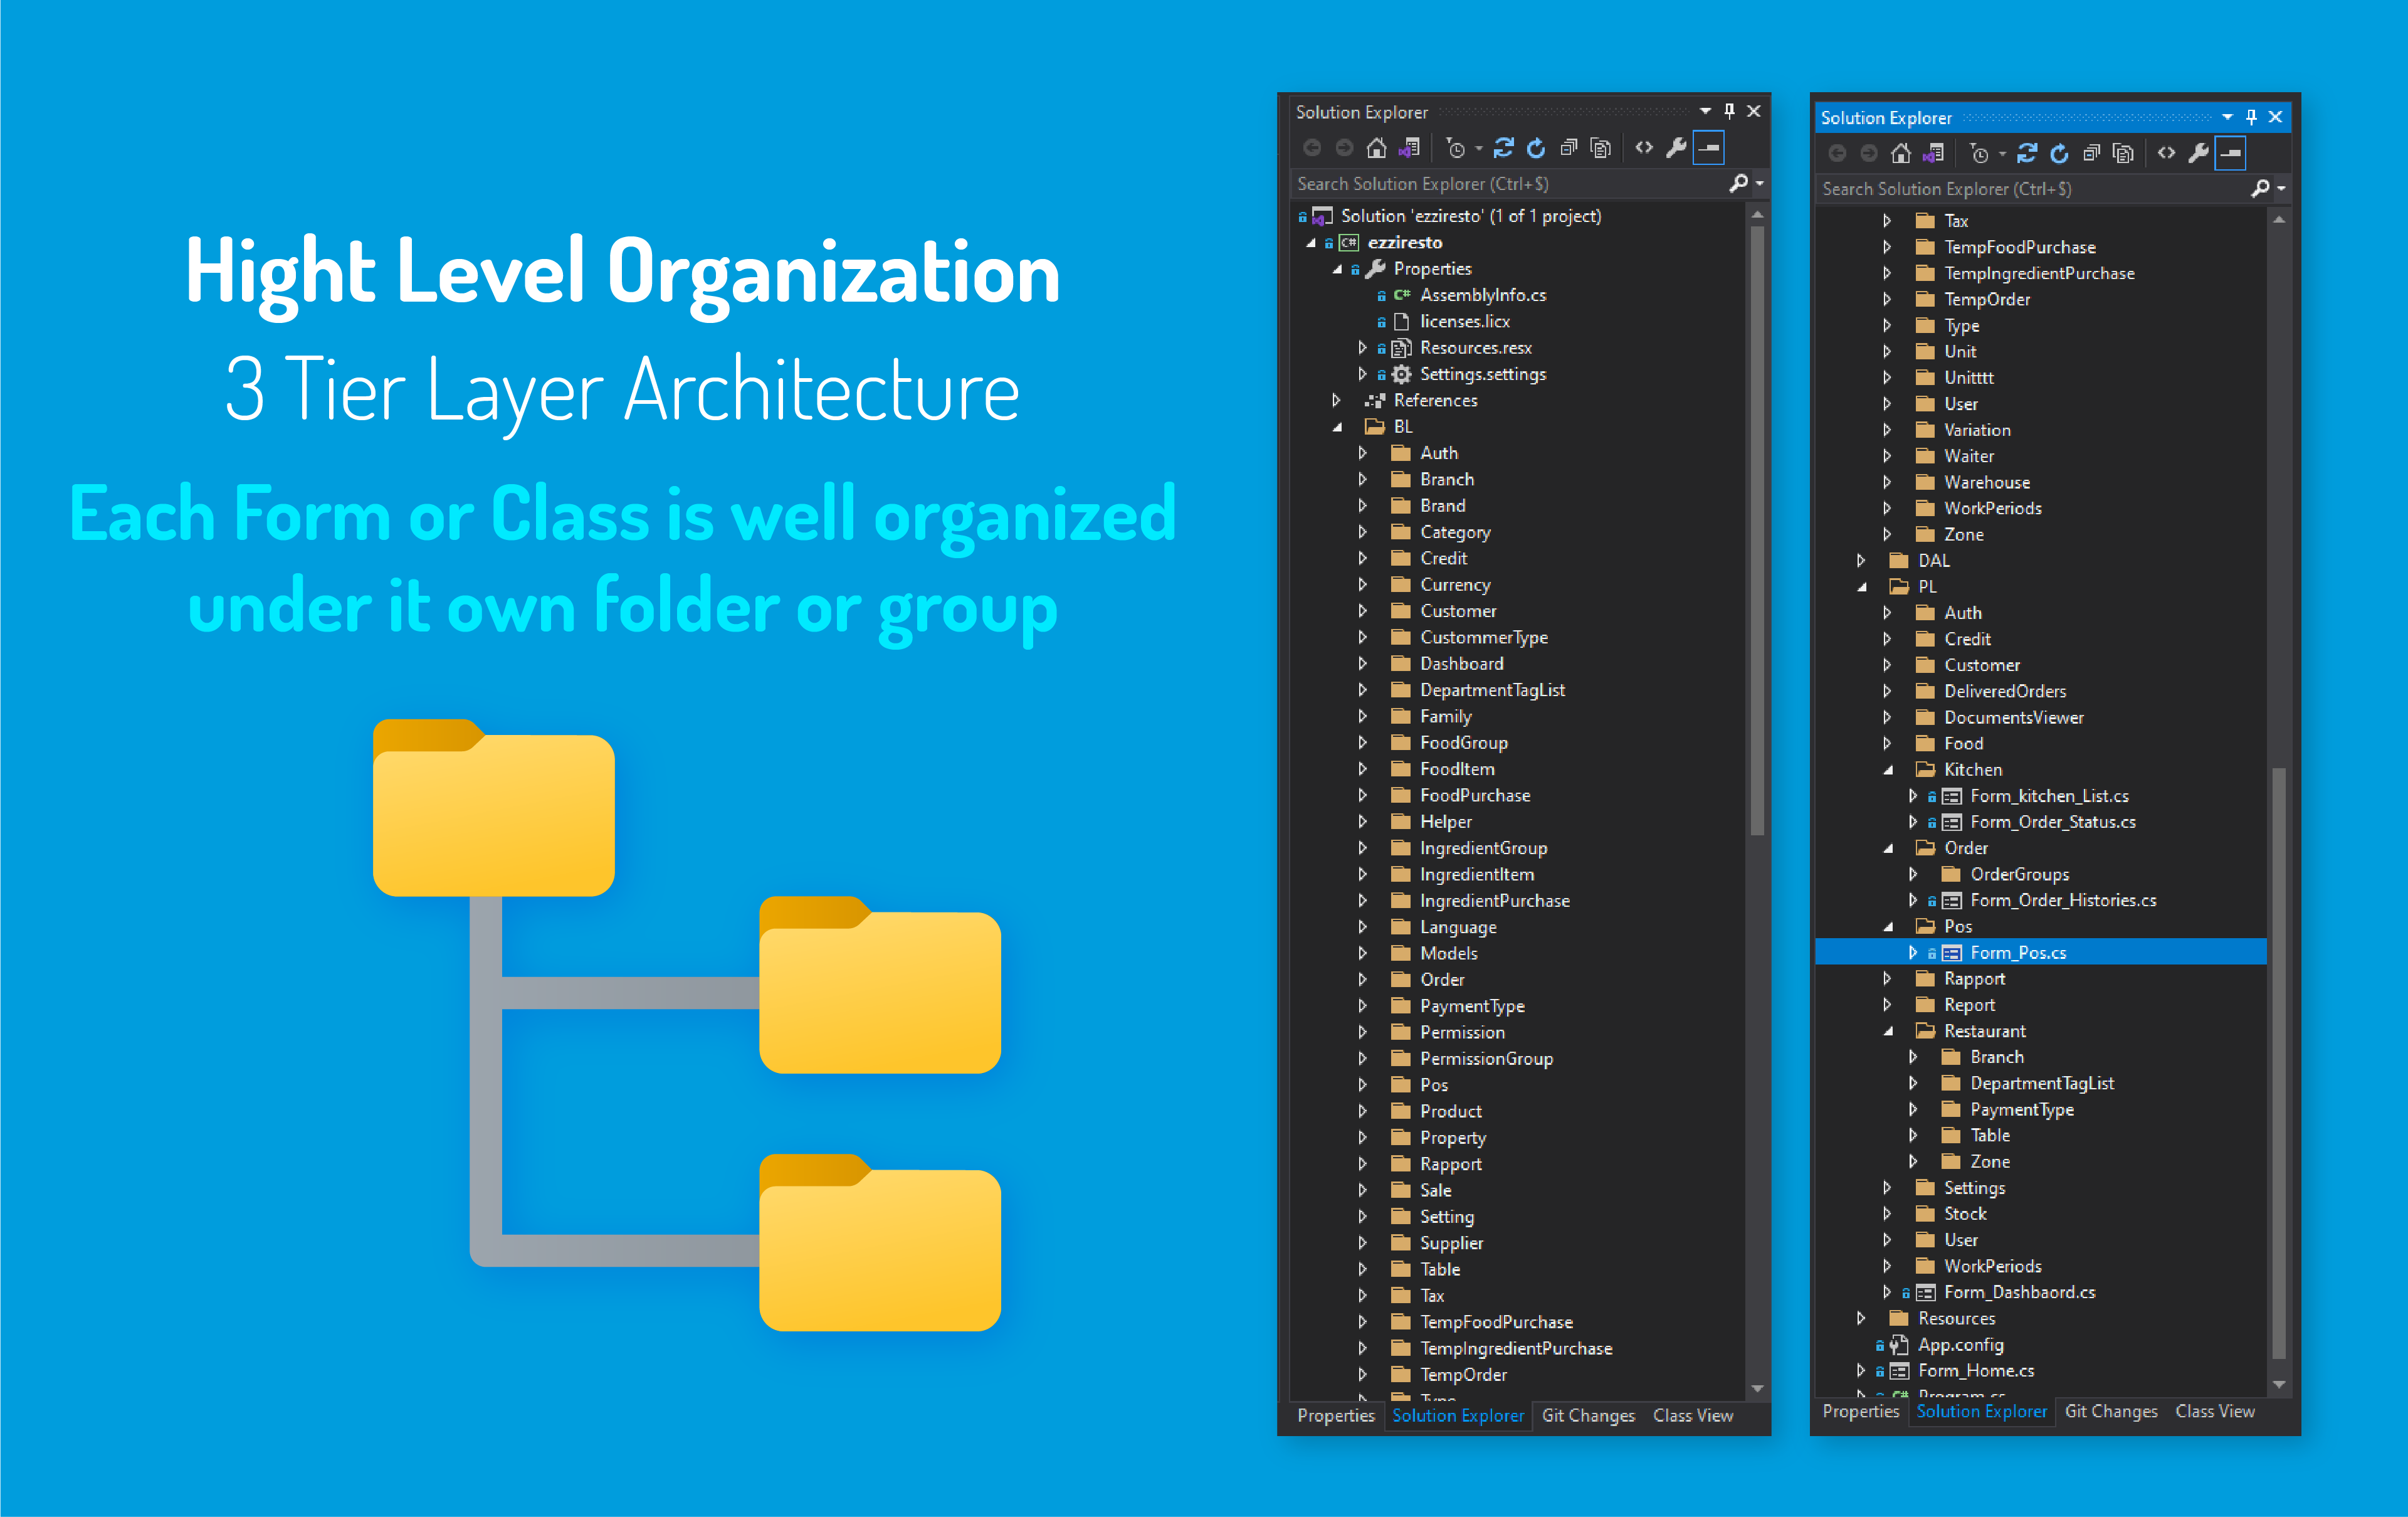 Hight Level Organization
3 Tier Layer Architecture
Each Form or Class is well organized
under it own folder or group
Solution Explorer
Search Solution Explorer (Ctrl+$)
Solution 'ezziresto' (1 of 1 project)
C# ezziresto
Properties
C# AssemblyInfo.cs
licenses.licx
Resources.resx
Settings.settings
References
BL
Auth
Branch
Brand
Category
Credit
Currency
Customer
CustommerType
Dashboard
DepartmentTagList
Family
FoodGroup
FoodItem
FoodPurchase
Helper
IngredientGroup
IngredientItem
IngredientPurchase
Language
Models
Order
PaymentType
Permission
PermissionGroup
Pos
Product
Property
Rapport
Sale
Setting
Supplier
Table
Tax
TempFoodPurchase
TempIngredientPurchase
TempOrder
Type
Properties Solution Explorer Git Changes Class View
Solution Explorer
Search Solution Explorer (Ctrl+$)
Tax
TempFoodPurchase
TempIngredientPurchase
TempOrder
Type
Unit
Unitttt
User
Variation
Waiter
Warehouse
WorkPeriods
Zone
DAL
PL
Auth
Credit
Customer
DeliveredOrders
DocumentsViewer
Food
Kitchen
Form_kitchen_List.cs
Form_Order_Status.cs
Order
OrderGroups
Form_Order_Histories.cs
Pos
Form_Pos.cs
Rapport
Report
Restaurant
Branch
DepartmentTagList
PaymentType
Table
Zone
Settings
Stock
User
WorkPeriods
Form_Dashbaord.cs
Resources
App.config
Form_Home.cs
C# Program.cs
Properties Solution Explorer Git Changes Class View